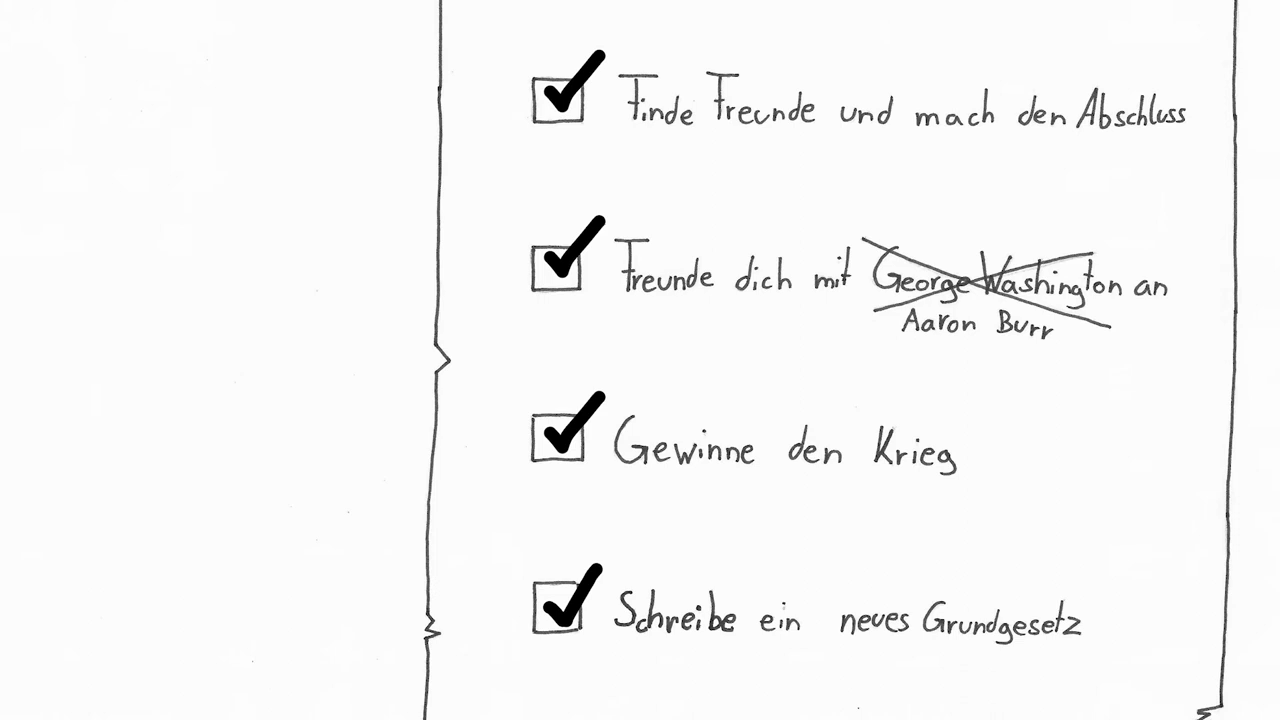 Finde Freunde und mach den Abschluss
Freunde dich mit George Washington an
Aaron Burr
Gewinne den Krieg
Schreibe ein neues Grundgesetz